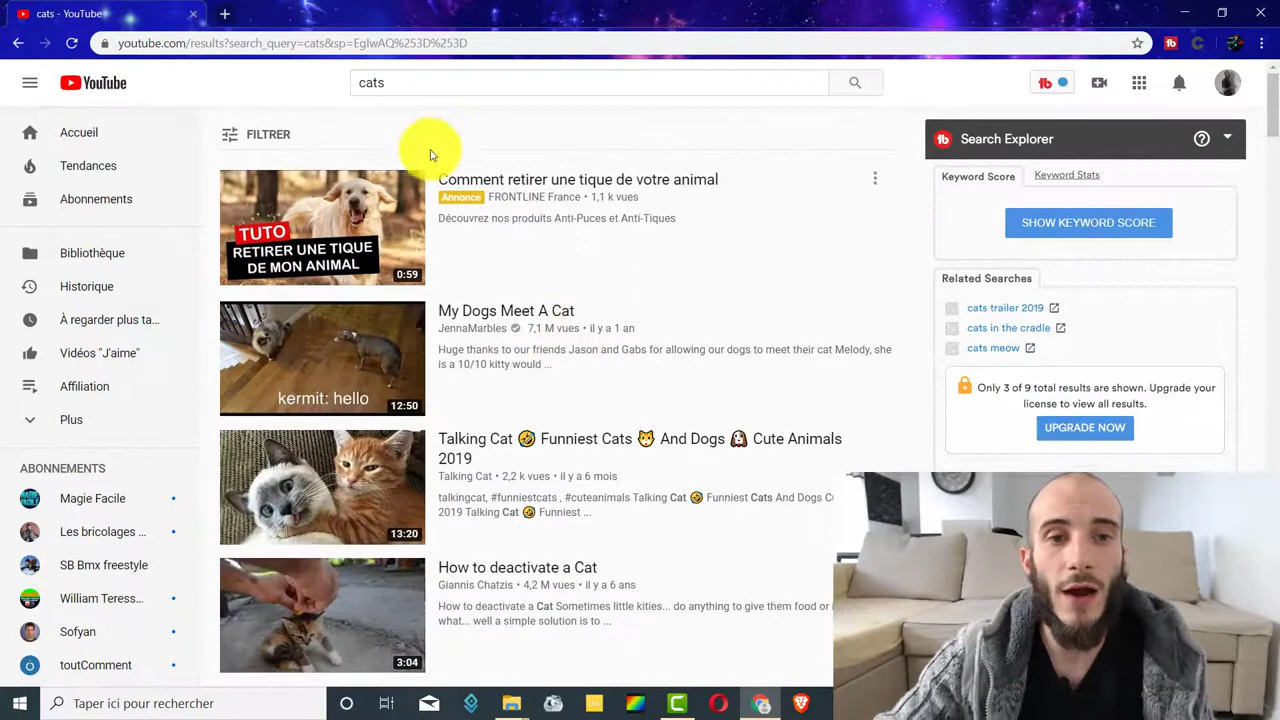 cats - YouTube
youtube.com/results?search_query=cats&sp=EgIwAQ%253D%253D
YouTube
cats
Accueil
Tendances
Abonnements
Bibliothèque
Historique
À regarder plus ta...
Vidéos "J'aime"
Affiliation
Plus
ABONNEMENTS
Magie Facile
Les bricolages ...
SB Bmx freestyle
William Teress...
Sofyan
toutComment
FILTRER
TUTO
RETIRER UNE TIQUE
DE MON ANIMAL
0:59
Comment retirer une tique de votre animal
Annonce FRONTLINE France • 1,1 k vues
Découvrez nos produits Anti-Puces et Anti-Tiques
kermit: hello
12:50
My Dogs Meet A Cat
JennaMarbles 7,1 M vues • il y a 1 an
Huge thanks to our friends Jason and Gabs for allowing our dogs to meet their cat Melody, she
is a 10/10 kitty would ...
13:20
Talking Cat 🤣 Funniest Cats 🐱 And Dogs 🐶 Cute Animals
2019
Talking Cat • 2,2 k vues • il y a 6 mois
talkingcat, #funniestcats , #cuteanimals Talking Cat 🤣 Funniest Cats And Dogs
2019 Talking Cat 🤣 Funniest ...
3:04
How to deactivate a Cat
Giannis Chatzis • 4,2 M vues • il y a 6 ans
How to deactivate a Cat Sometimes little kities... do anything to give them food or
what... well a simple solution is to ...
tb
tb Search Explorer
Keyword Score Keyword Stats
SHOW KEYWORD SCORE
Related Searches
cats trailer 2019
cats in the cradle
cats meow
Only 3 of 9 total results are shown. Upgrade your
license to view all results.
UPGRADE NOW
Taper ici pour rechercher